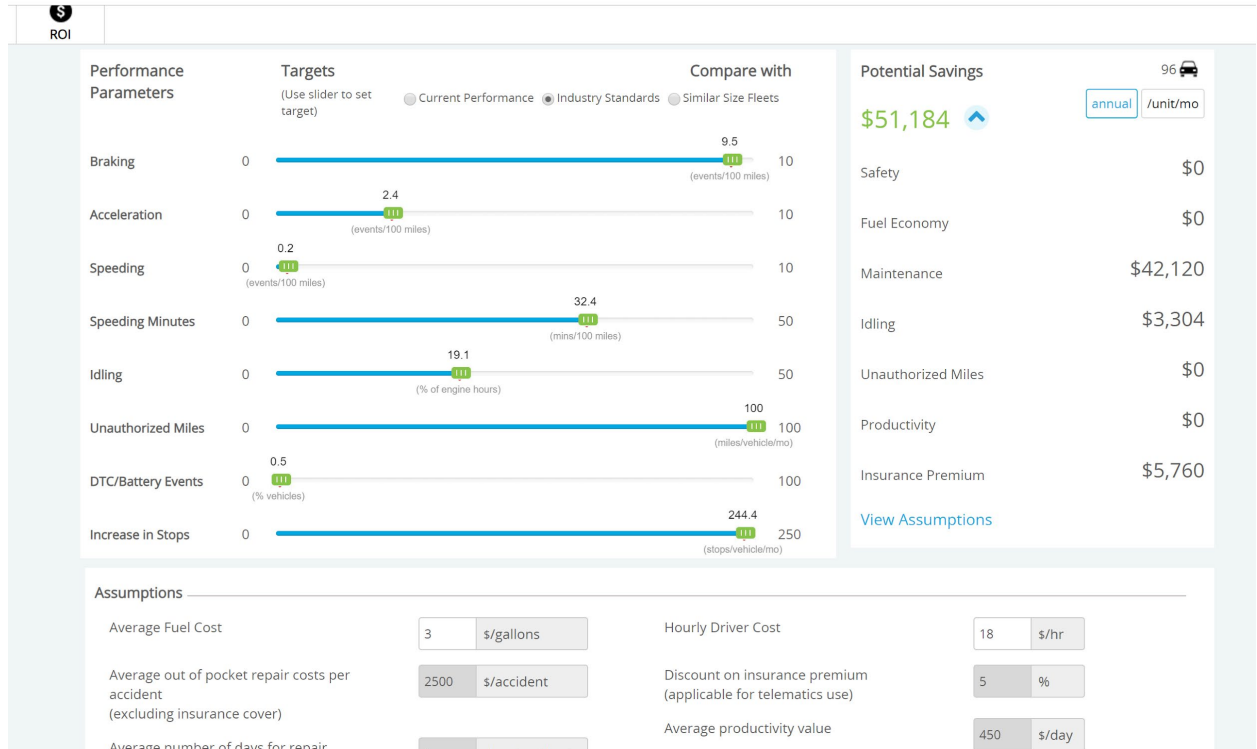 $
ROI
Performance
Parameters
Targets
(Use slider to set
target)
Compare with
Current Performance
Industry Standards
Similar Size Fleets
Braking
0
9.5
10
(events/100 miles)
Acceleration
0
2.4
10
(events/100 miles)
Speeding
0
0.2
10
(events/100 miles)
Speeding Minutes
0
32.4
50
(mins/100 miles)
Idling
0
19.1
50
(% of engine hours)
Unauthorized Miles
0
100
100
(miles/vehicle/mo)
DTC/Battery Events
0
0.5
100
(% vehicles)
Increase in Stops
0
244.4
250
(stops/vehicle/mo)
Potential Savings
96
$51,184
annual
/unit/mo
Safety
$0
Fuel Economy
$0
Maintenance
$42,120
Idling
$3,304
Unauthorized Miles
$0
Productivity
$0
Insurance Premium
$5,760
View Assumptions
Assumptions
Average Fuel Cost
3
$/gallons
Average out of pocket repair costs per
accident
(excluding insurance cover)
2500
$/accident
Average number of days for repair
Hourly Driver Cost
18
$/hr
Discount on insurance premium
(applicable for telematics use)
5
%
Average productivity value
450
$/day